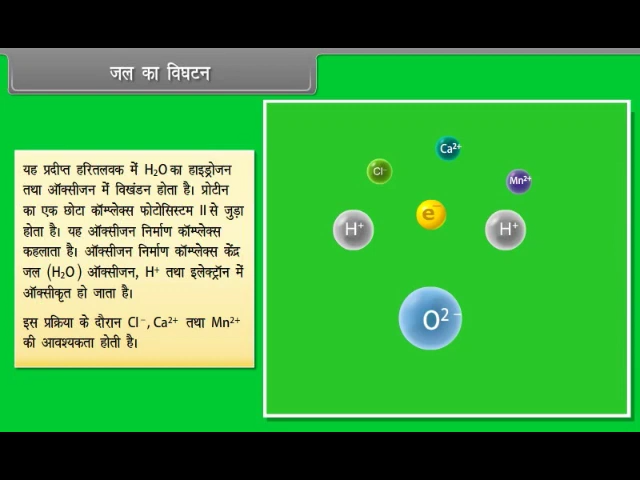 जल का विघटन
यह प्रदीप्त हरितलवक में H₂O का हाइड्रोजन
तथा ऑक्सीजन में विखंडन होता है। प्रोटीन
का एक छोटा कॉम्प्लेक्स फोटोसिस्टम II से जुड़ा
होता है। यह ऑक्सीजन निर्माण कॉम्प्लेक्स
कहलाता है। ऑक्सीजन निर्माण कॉम्प्लेक्स केंद्र
जल (H₂O) ऑक्सीजन, H⁺ तथा इलेक्ट्रॉन में
ऑक्सीकृत हो जाता है।
इस प्रक्रिया के दौरान Cl⁻, Ca²⁺ तथा Mn²⁺
की आवश्यकता होती है।
Ca²⁺
Cl⁻
Mn²⁺
e⁻
H⁺
H⁺
O²⁻